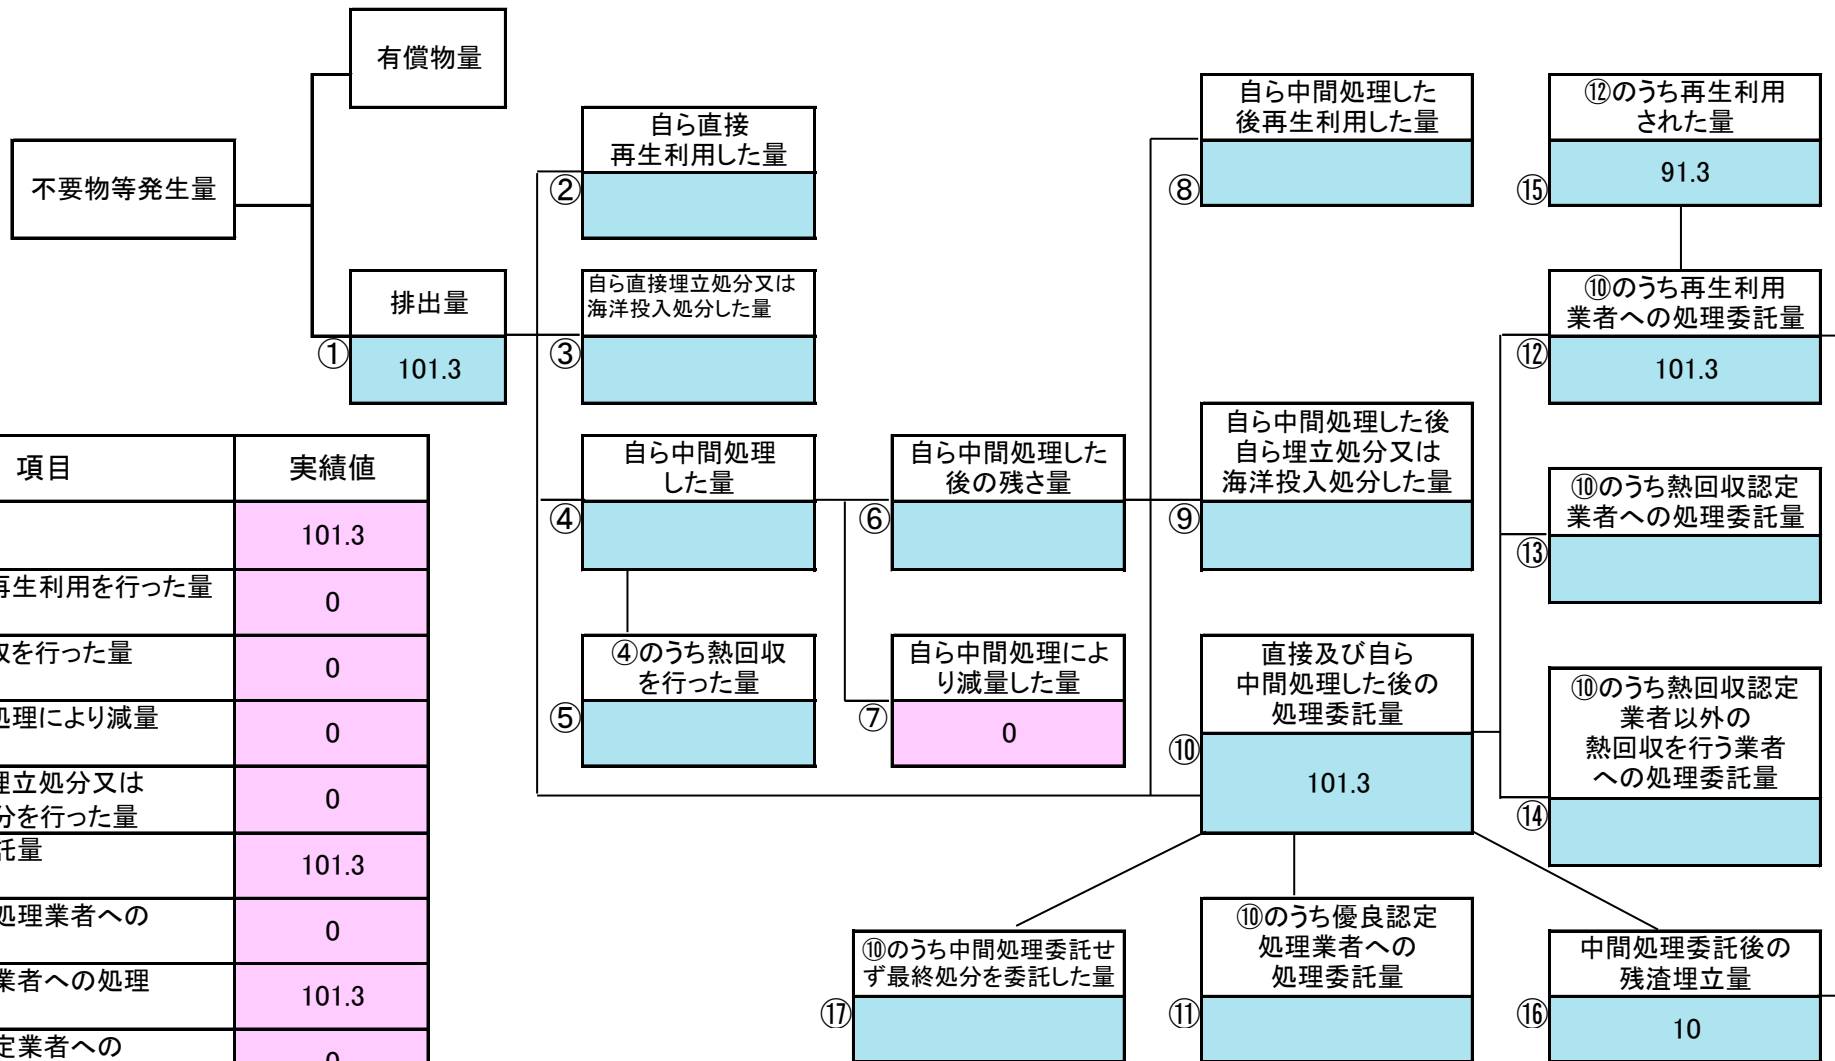 有償物量
不要物等発生量
排出量
①
101.3
自ら直接
再生利用した量
②
自ら直接埋立処分又は
海洋投入処分した量
③
自ら中間処理
した量
④
④のうち熱回収
を行った量
⑤
自ら中間処理した
後の残さ量
⑥
自ら中間処理によ
り減量した量
⑦
0
自ら中間処理した
後再生利用した量
⑧
自ら中間処理した後
自ら埋立処分又は
海洋投入処分した量
⑨
直接及び自ら
中間処理した後の
処理委託量
⑩
101.3
⑫のうち再生利用
された量
⑮
91.3
⑩のうち再生利用
業者への処理委託量
⑫
101.3
⑩のうち熱回収認定
業者への処理委託量
⑬
⑩のうち熱回収認定
業者以外の
熱回収を行う業者
への処理委託量
⑭
⑩のうち中間処理委託せ
ず最終処分を委託した量
⑰
⑩のうち優良認定
処理業者への
処理委託量
⑪
中間処理委託後の
残渣埋立量
⑯
10
項目 実績値
101.3
再生利用を行った量
0
収を行った量
0
処理により減量
0
埋立処分又は
分を行った量
0
託量
101.3
処理業者への
0
業者への処理
101.3
定業者への
0